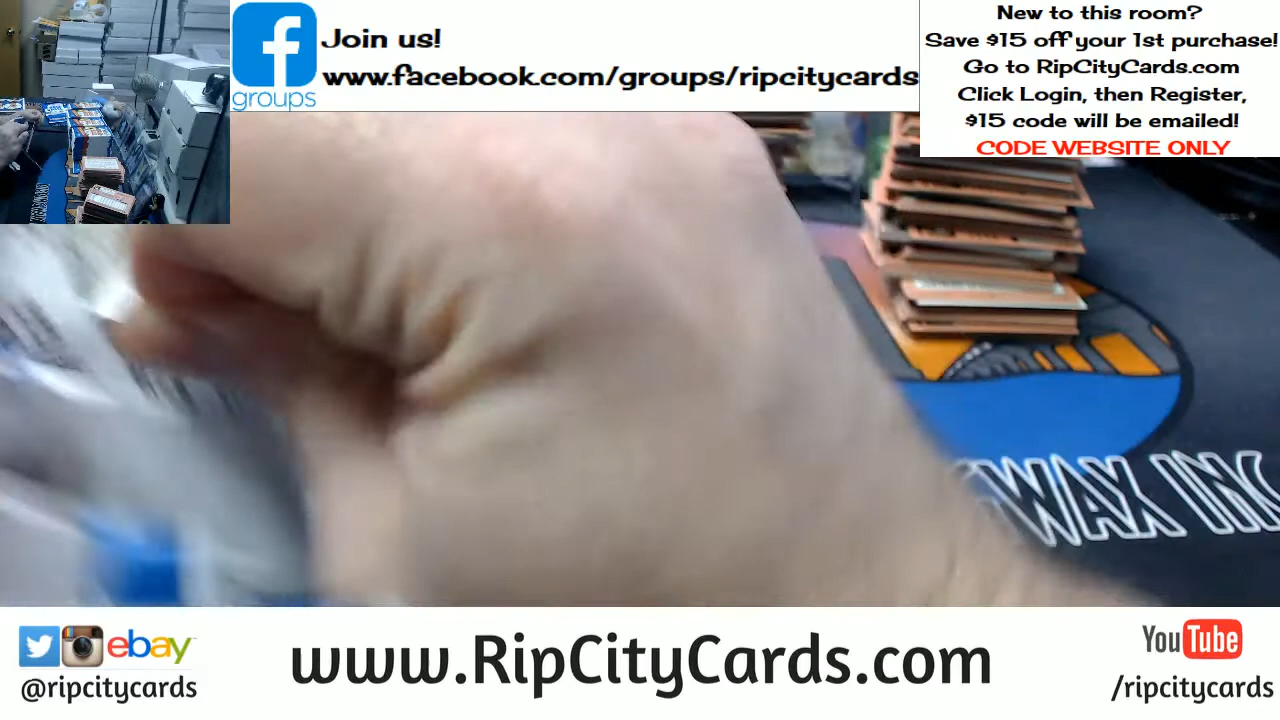 Join us!
www.facebook.com/groups/ripcitycards
groups
New to this room?
Save $15 off your 1st purchase!
Go to RipCityCards.com
Click Login, then Register,
$15 code will be emailed!
CODE WEBSITE ONLY
WAX INC
ebay
@ripcitycards
www.RipCityCards.com
YouTube
/ripcitycards